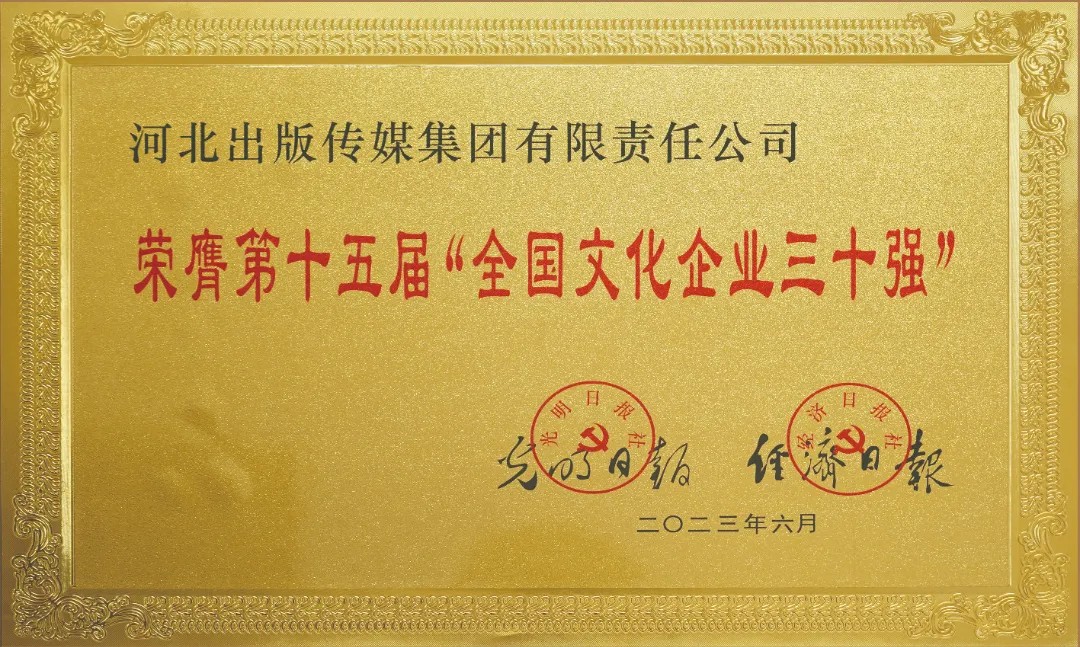 河北出版传媒集团有限责任公司
荣膺第十五届“全国文化企业三十强”
光明日报社
经济日报社
光明日报
经濟日報
二〇二三年六月